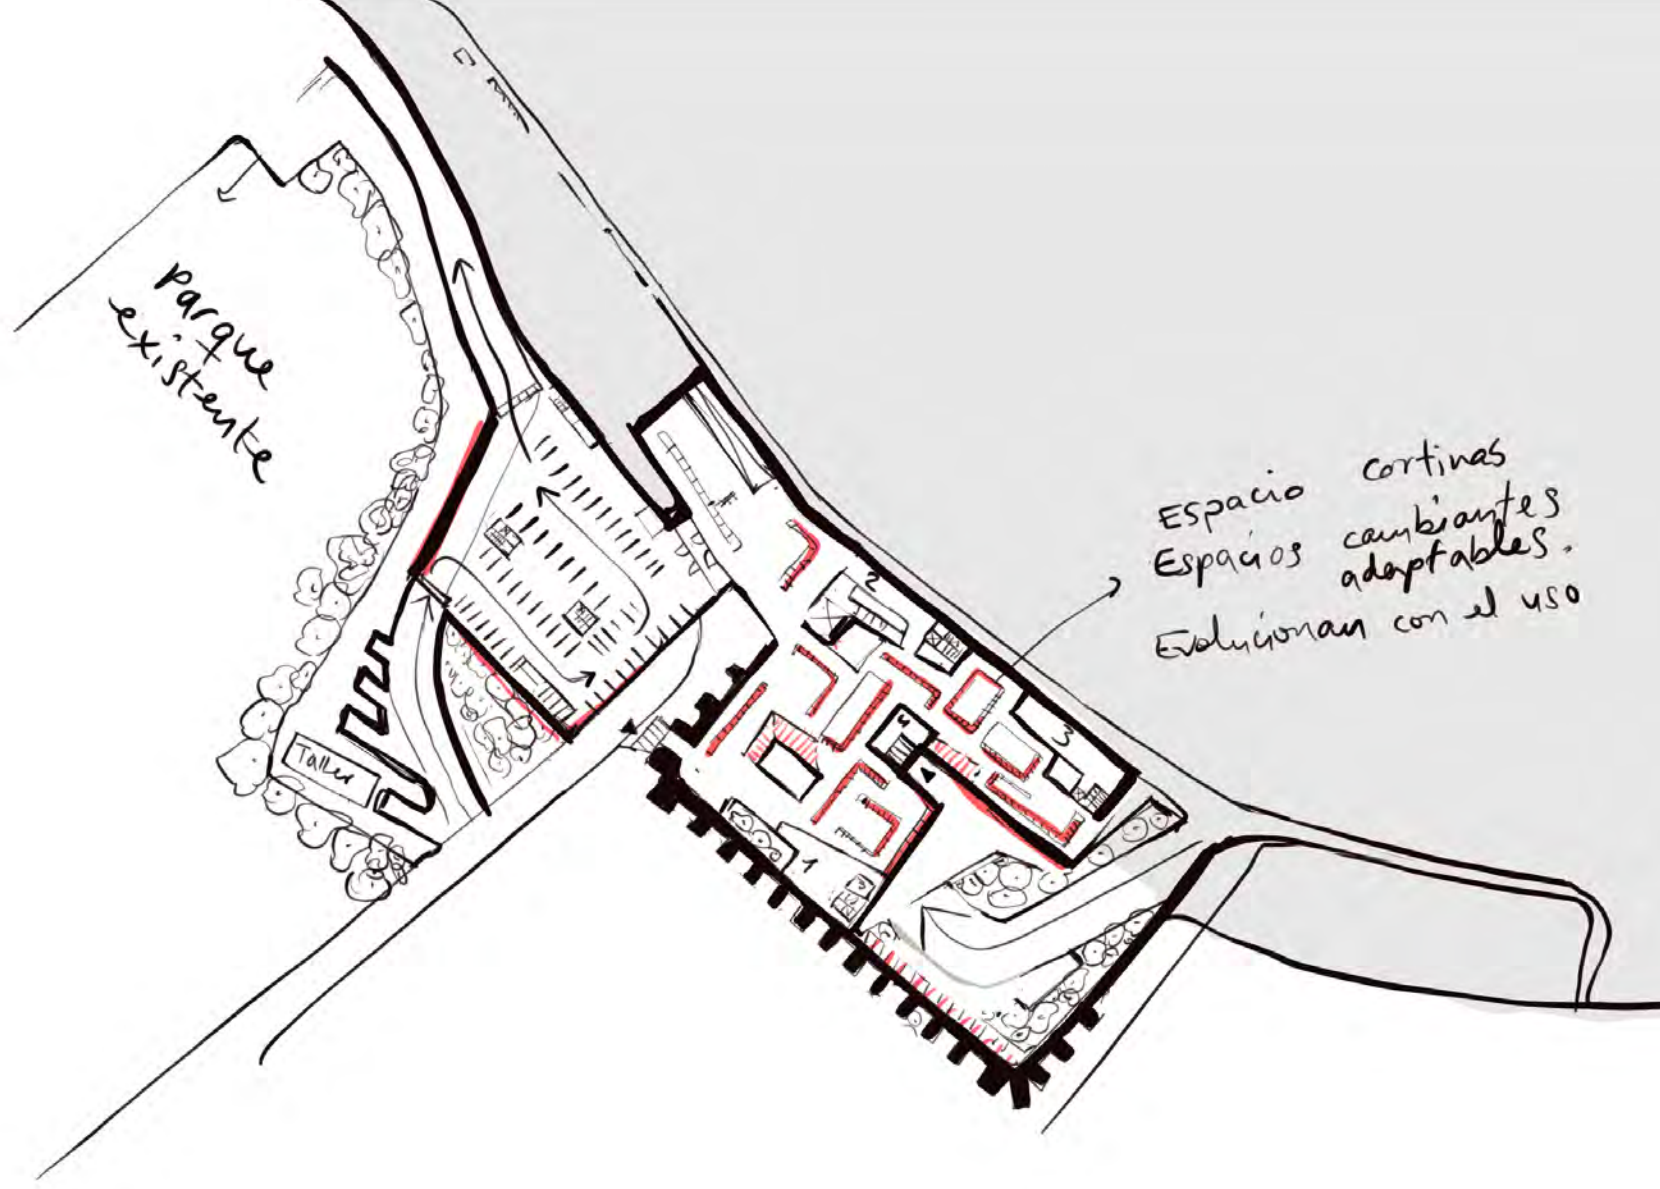 parque
existente
Taller
Espacio cortinas
Espacios cambiantes
adaptables.
Evolucionan con el uso
2
3
4
1